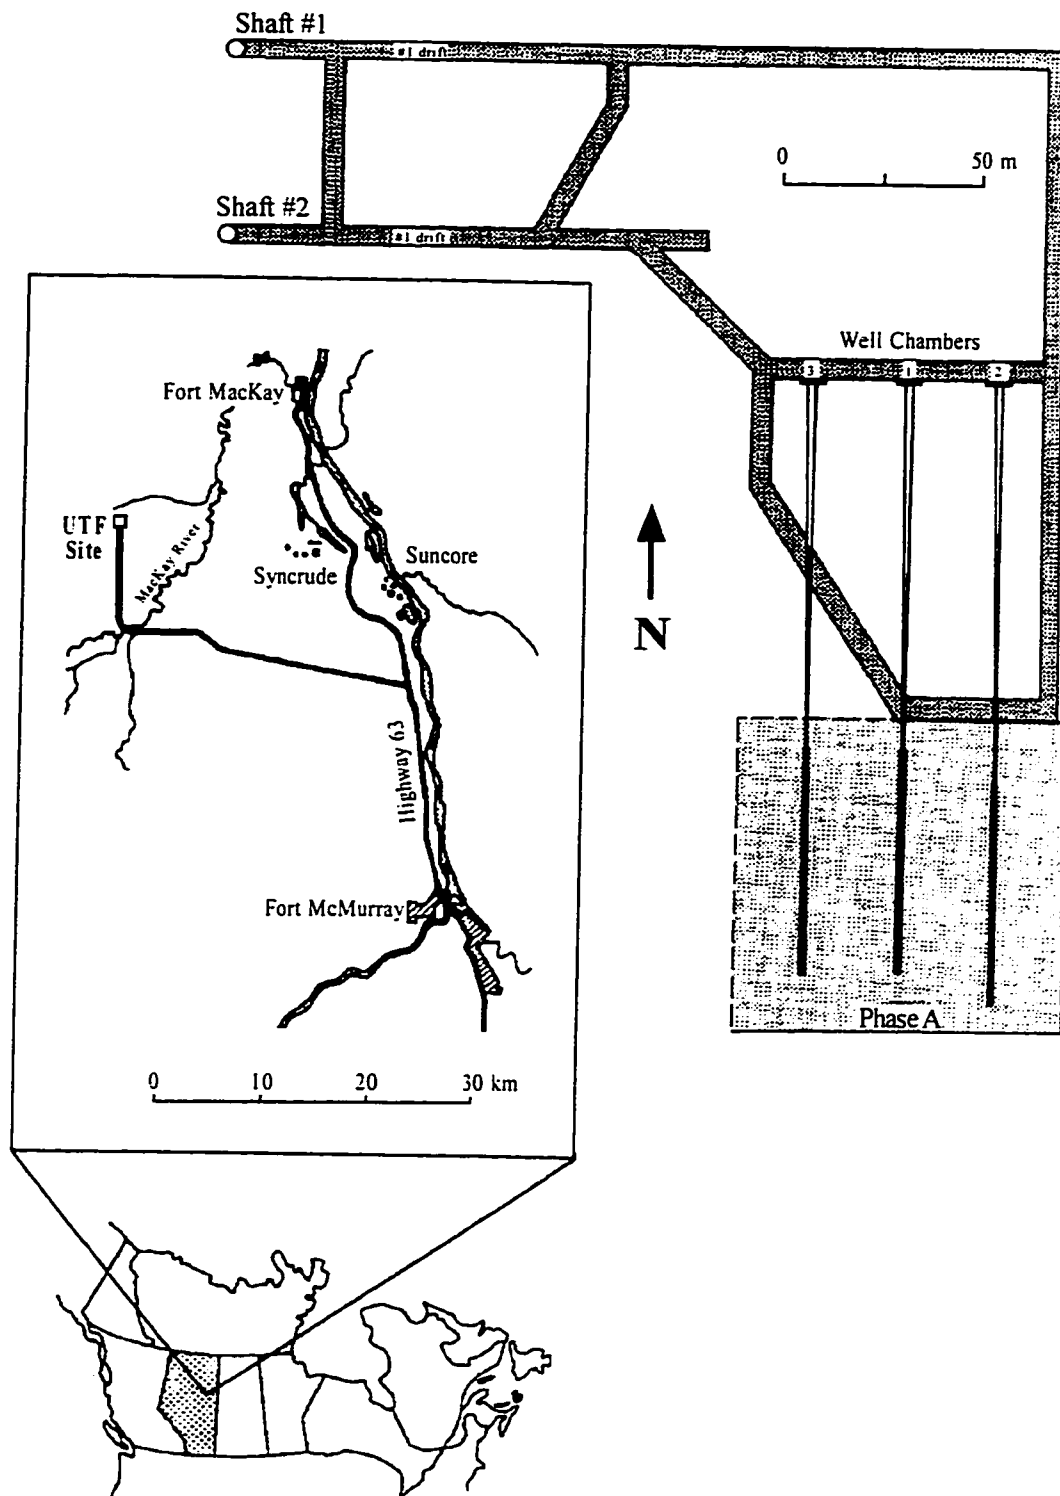 Shaft #1
#1 drift
0 50 m
Shaft #2
#1 drift
Well Chambers
3 1 2
Fort MacKay
UTF
Site
MacKay River
Syncrude
Suncore
N
Highway 63
Fort McMurray
Phase A
0 10 20 30 km